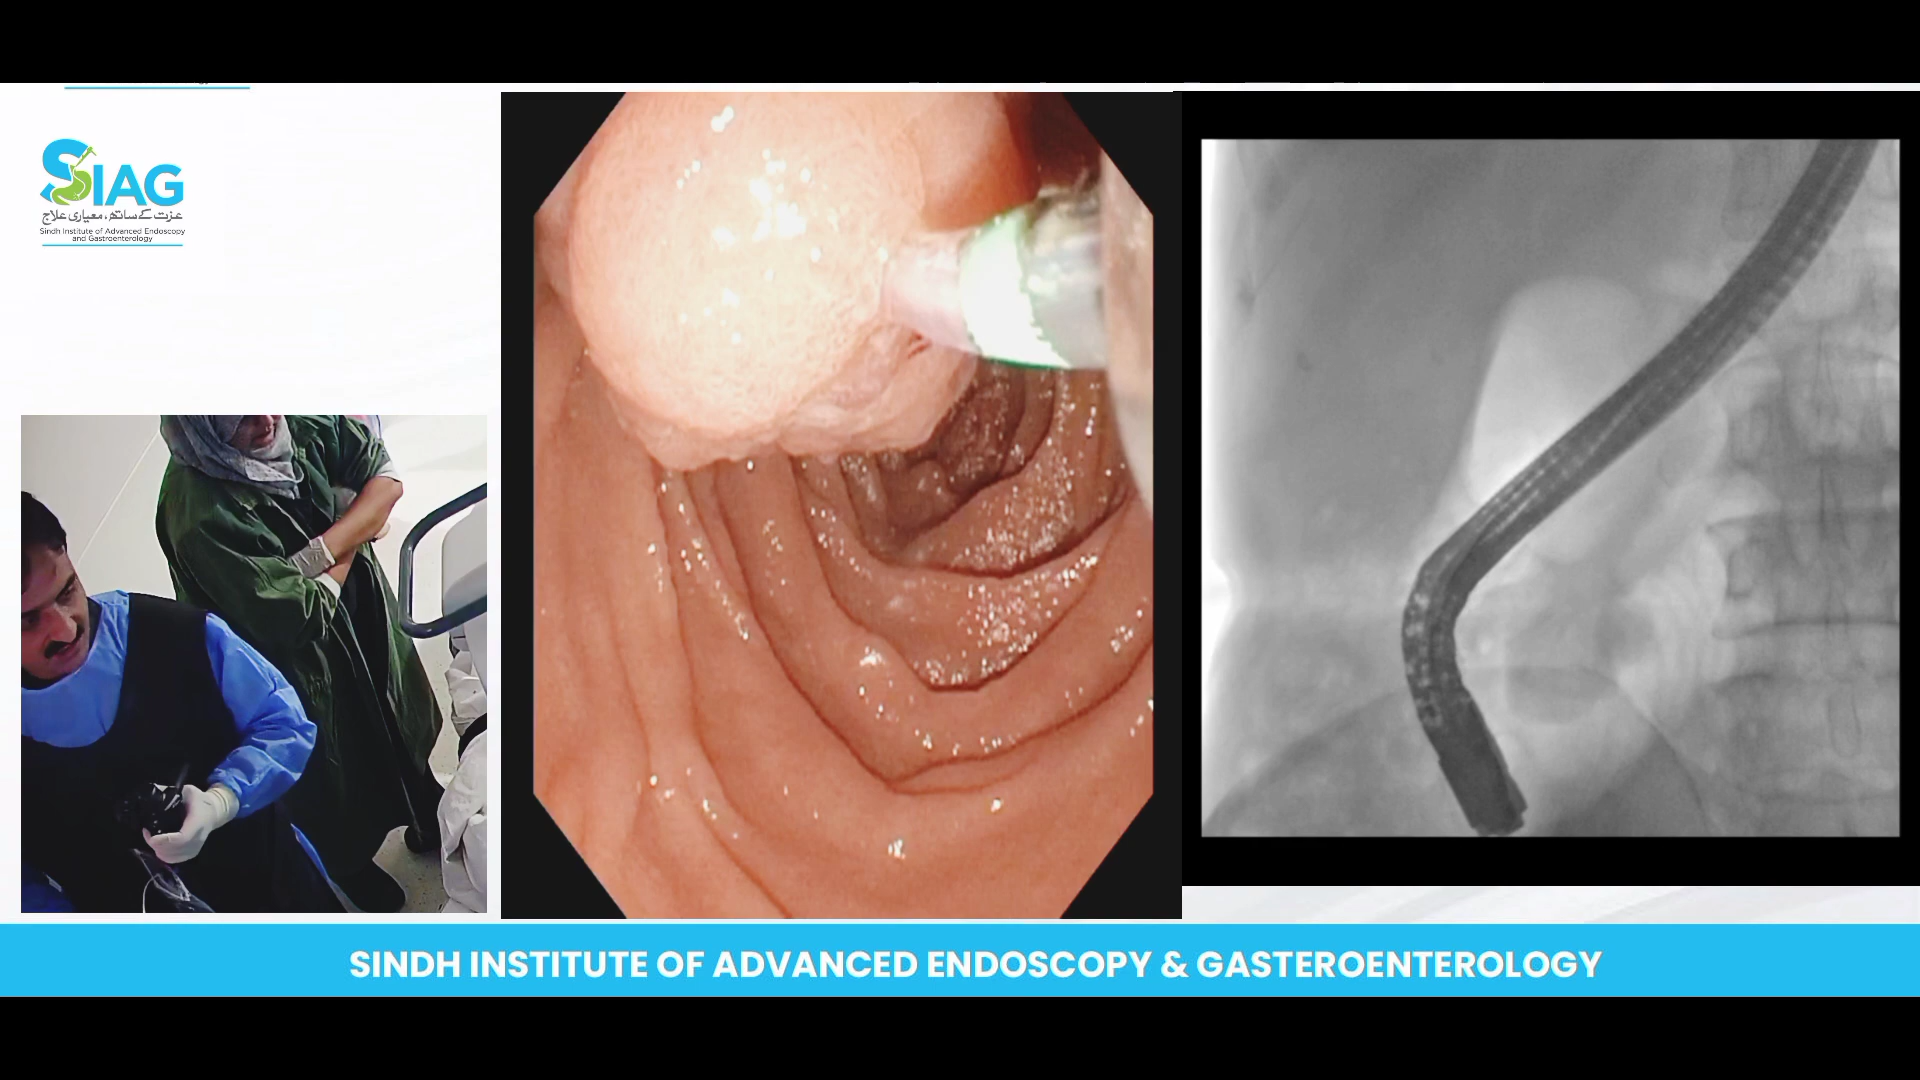 SIAG
عزت کے ساتھ، معیاری علاج
Sindh Institute of Advanced Endoscopy
and Gastroenterology
SINDH INSTITUTE OF ADVANCED ENDOSCOPY & GASTEROENTEROLOGY